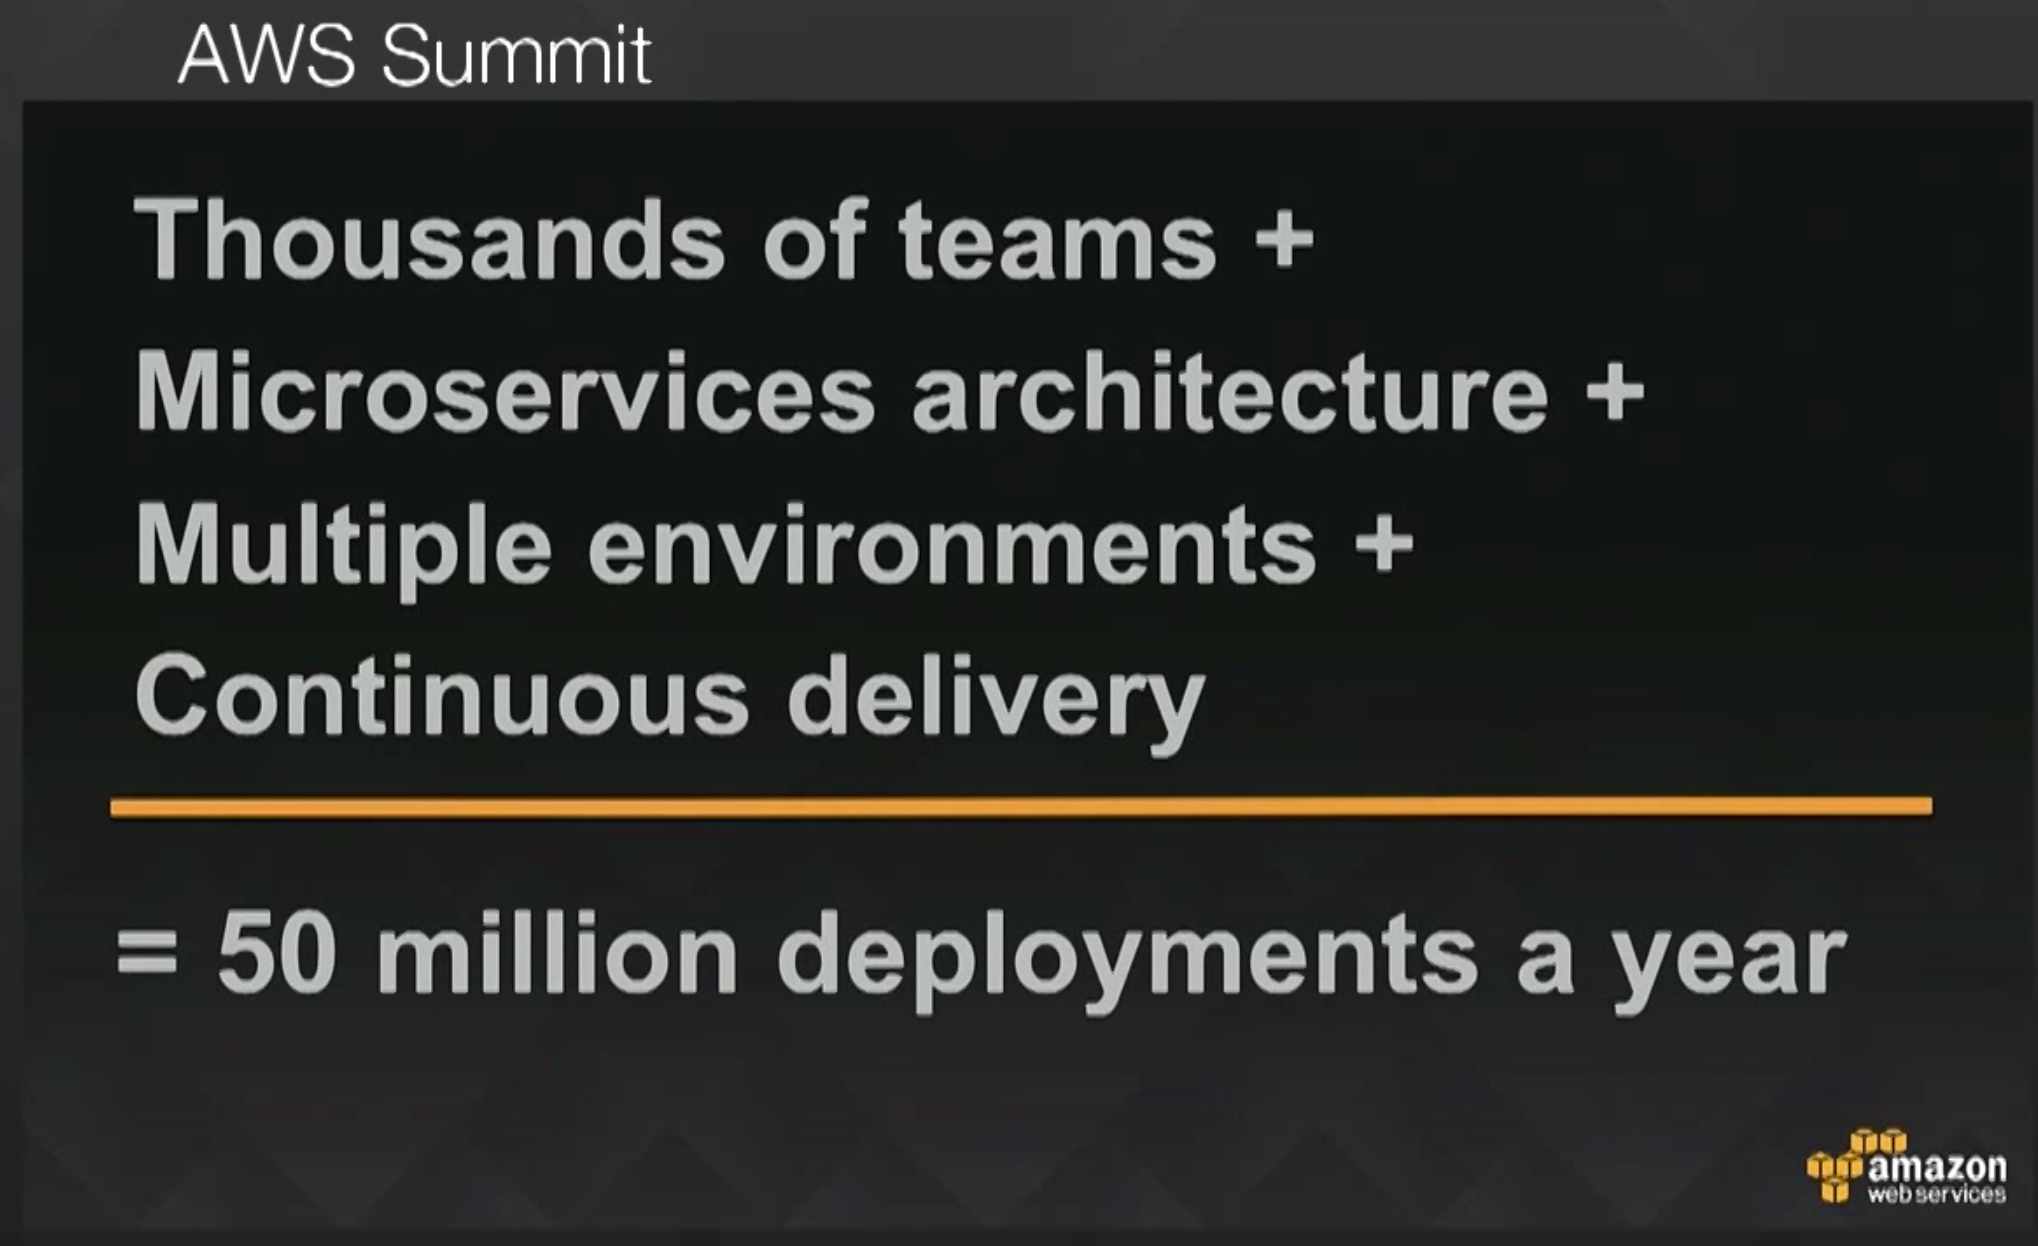 AWS Summit
Thousands of teams +
Microservices architecture +
Multiple environments +
Continuous delivery
= 50 million deployments a year
amazon
web services